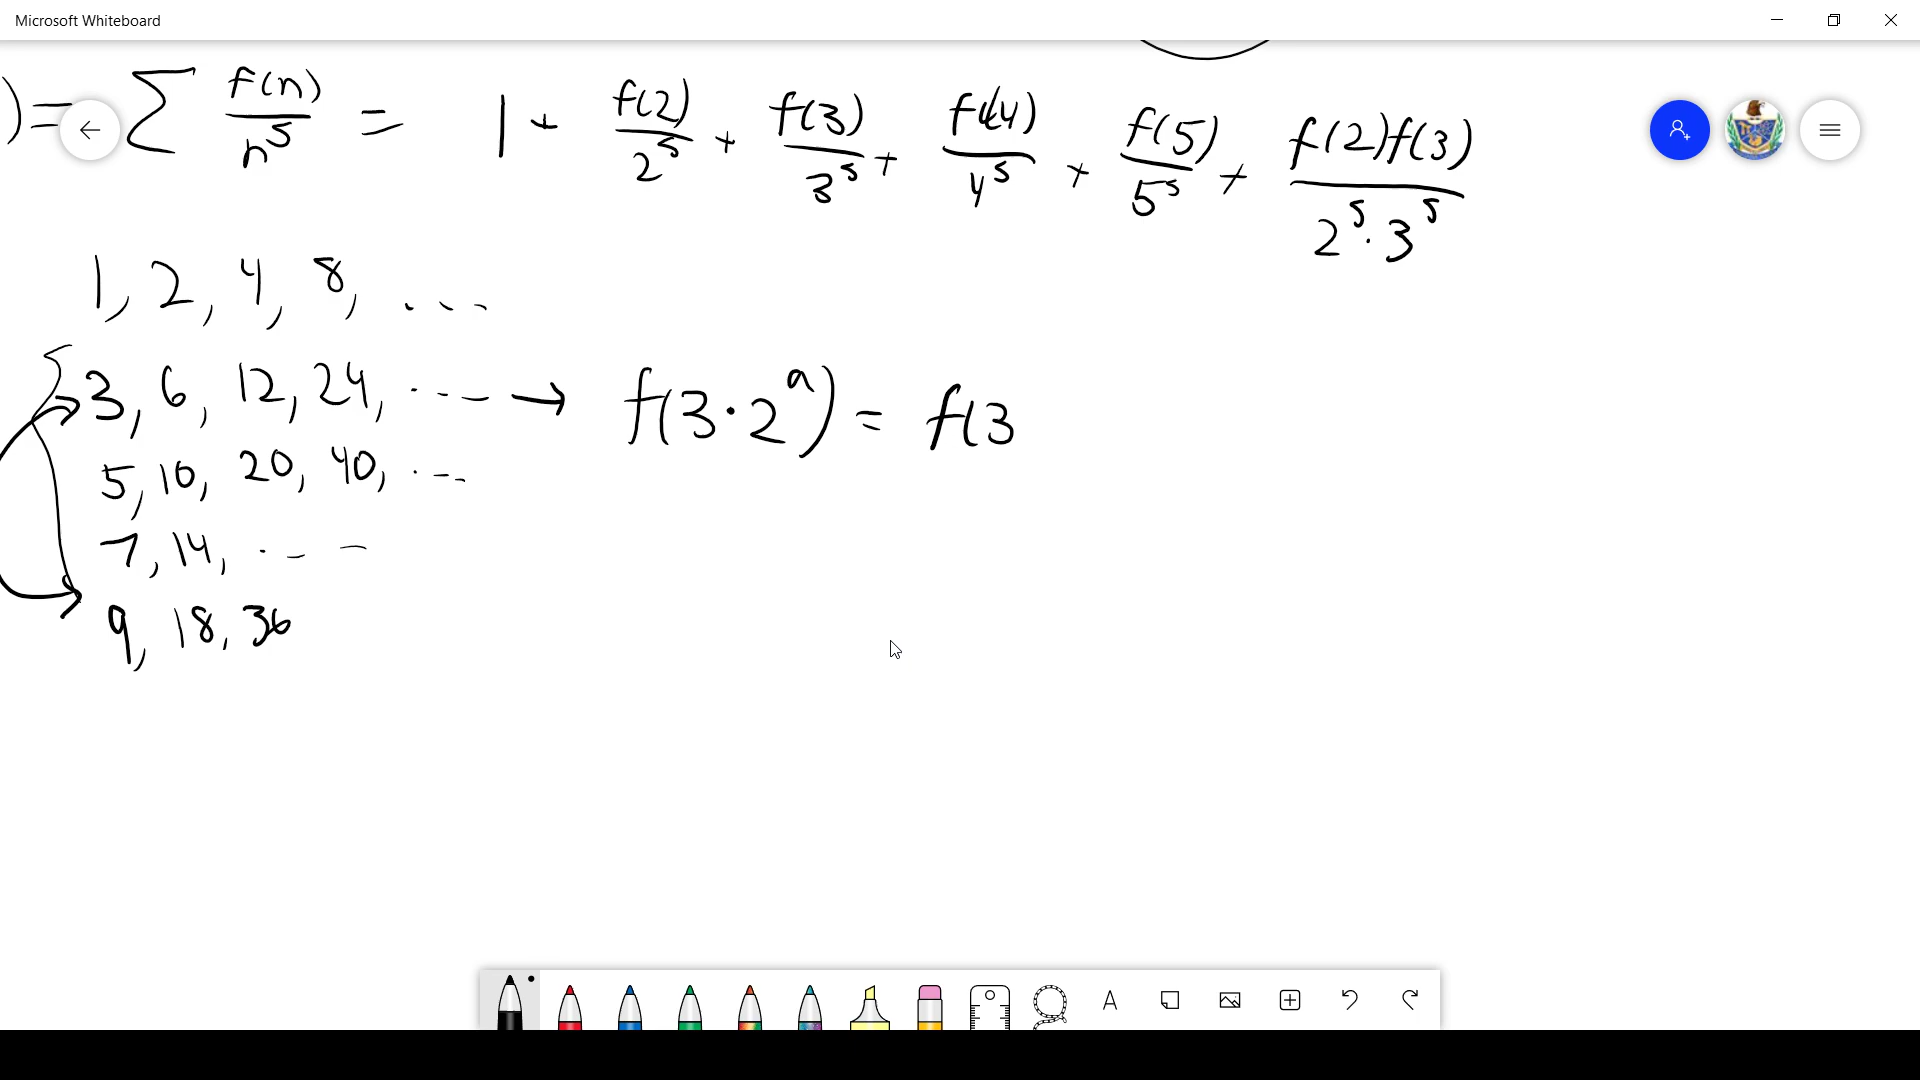 Microsoft Whiteboard
) = Σ f(n)/n^s = 1 + f(2)/2^s + f(3)/3^s + f(4)/4^s + f(5)/5^s + f(2)f(3)/2^s·3^s
1, 2, 4, 8, ...
3, 6, 12, 24, ... → f(3·2^a) = f(3
5, 10, 20, 40, ...
7, 14, ...
9, 18, 36